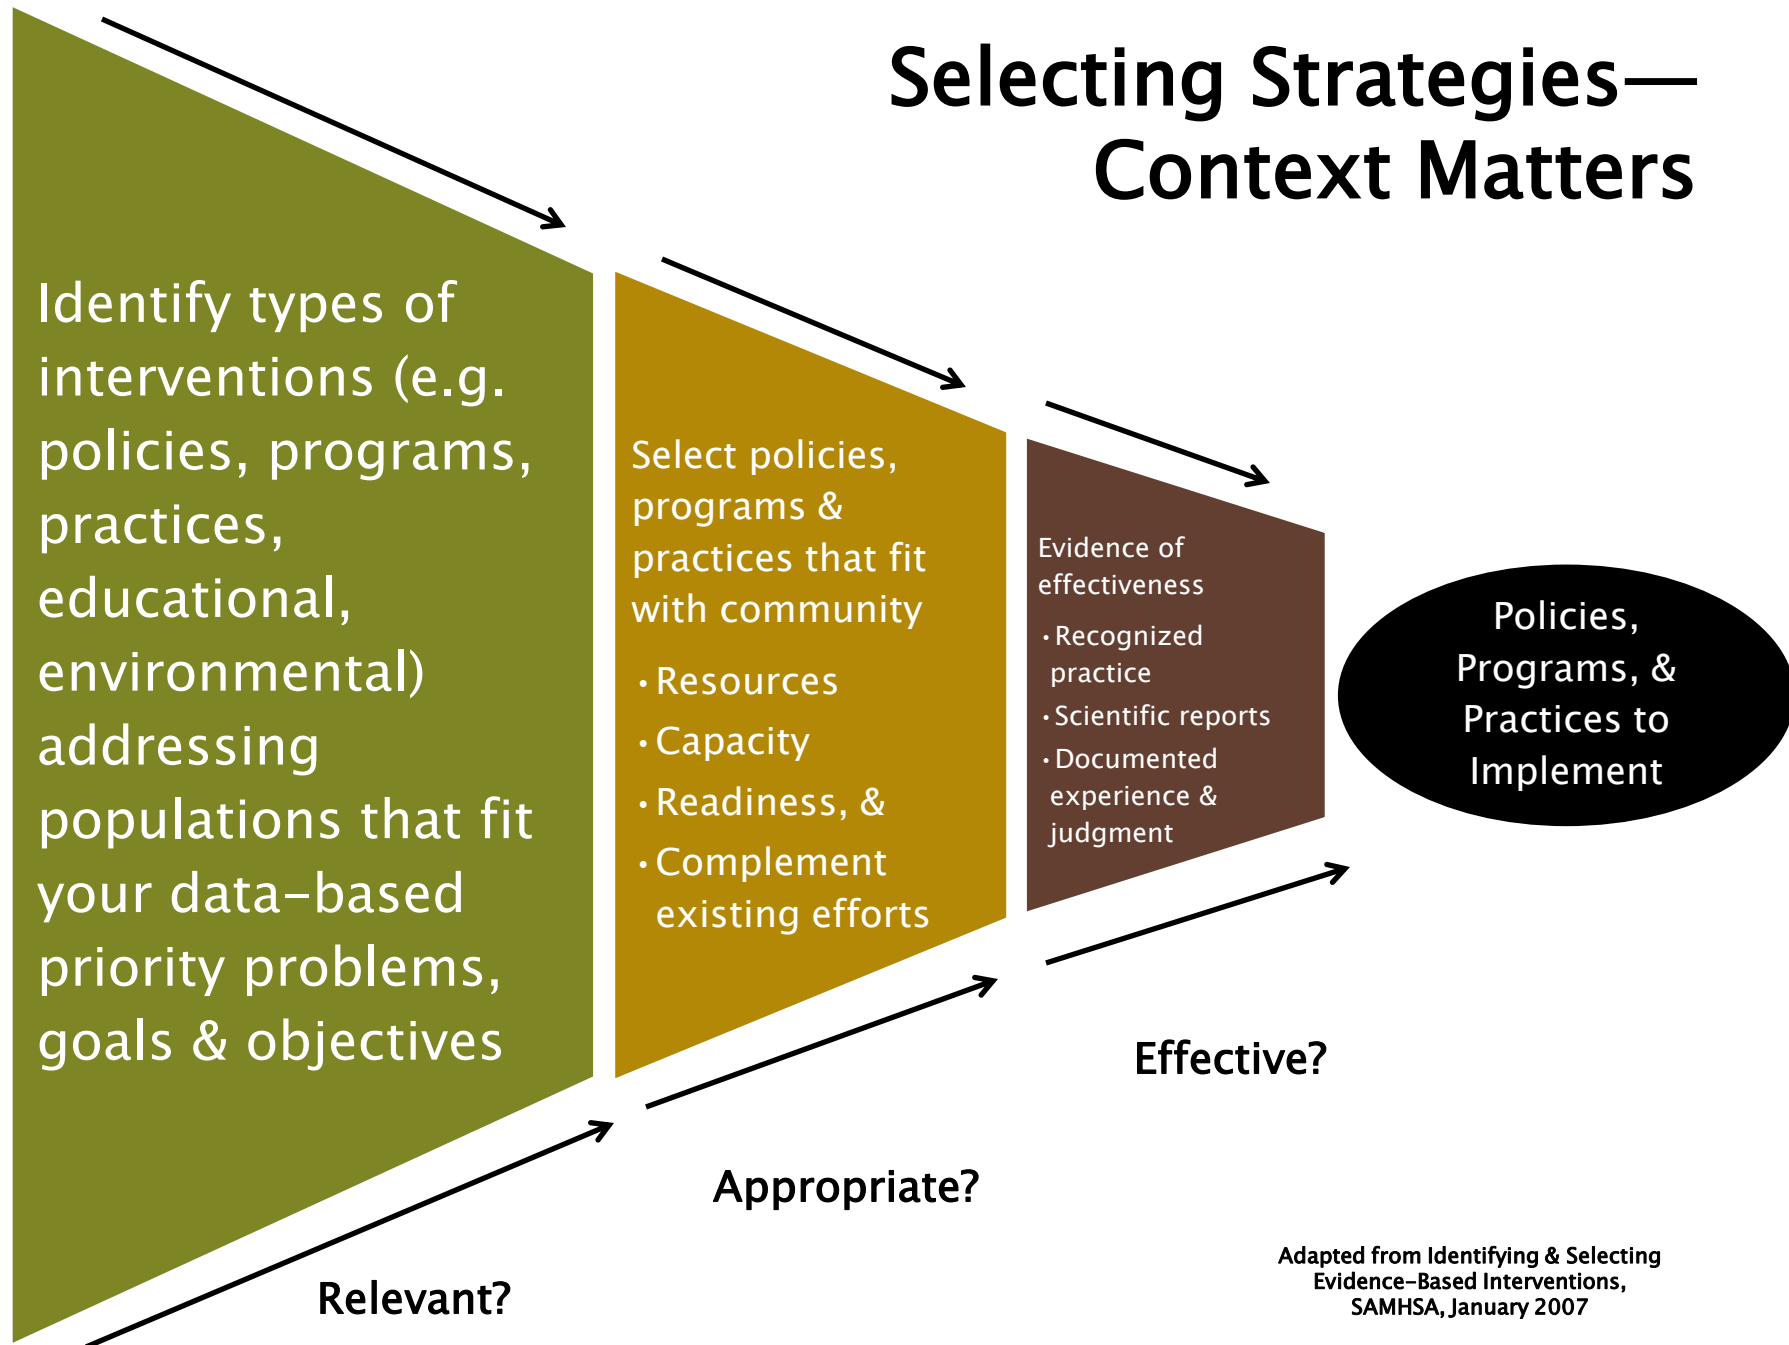 Selecting Strategies—
Context Matters
Identify types of
interventions (e.g.
policies, programs,
practices,
educational,
environmental)
addressing
populations that fit
your data–based
priority problems,
goals & objectives
Select policies,
programs &
practices that fit
with community
• Resources
• Capacity
• Readiness, &
• Complement
existing efforts
Evidence of
effectiveness
• Recognized
practice
• Scientific reports
• Documented
experience &
judgment
Policies,
Programs, &
Practices to
Implement
Relevant?
Appropriate?
Effective?
Adapted from Identifying & Selecting
Evidence–Based Interventions,
SAMHSA, January 2007